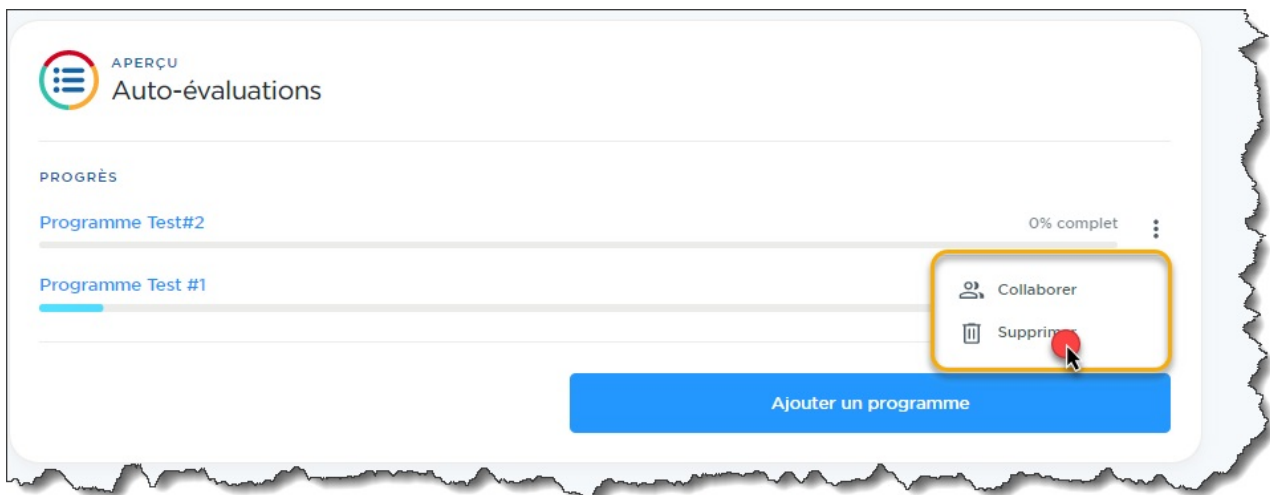 APERÇU
Auto-évaluations
PROGRÈS
Programme Test#2
0% complet
Programme Test #1
Collaborer
Supprimer
Ajouter un programme